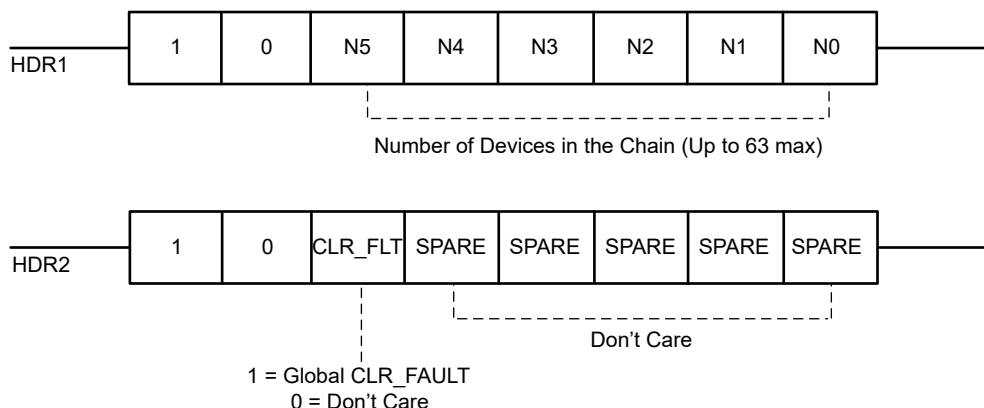 HDR1 1 0 N5 N4 N3 N2 N1 N0
Number of Devices in the Chain (Up to 63 max)
HDR2 1 0 CLR_FLT SPARE SPARE SPARE SPARE SPARE
Don't Care
1 = Global CLR_FAULT
0 = Don't Care